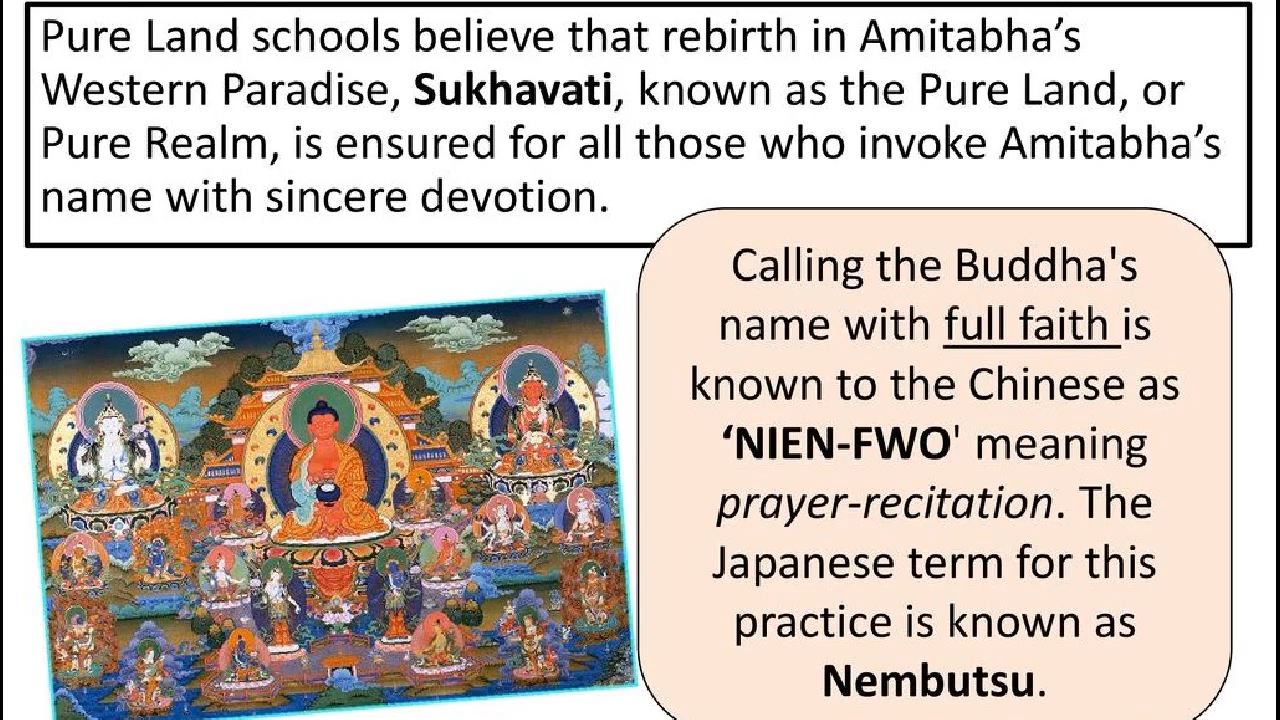 Pure Land schools believe that rebirth in Amitabha’s
Western Paradise, Sukhavati, known as the Pure Land, or
Pure Realm, is ensured for all those who invoke Amitabha’s
name with sincere devotion.
Calling the Buddha's
name with full faith is
known to the Chinese as
‘NIEN-FWO' meaning
prayer-recitation. The
Japanese term for this
practice is known as
Nembutsu.